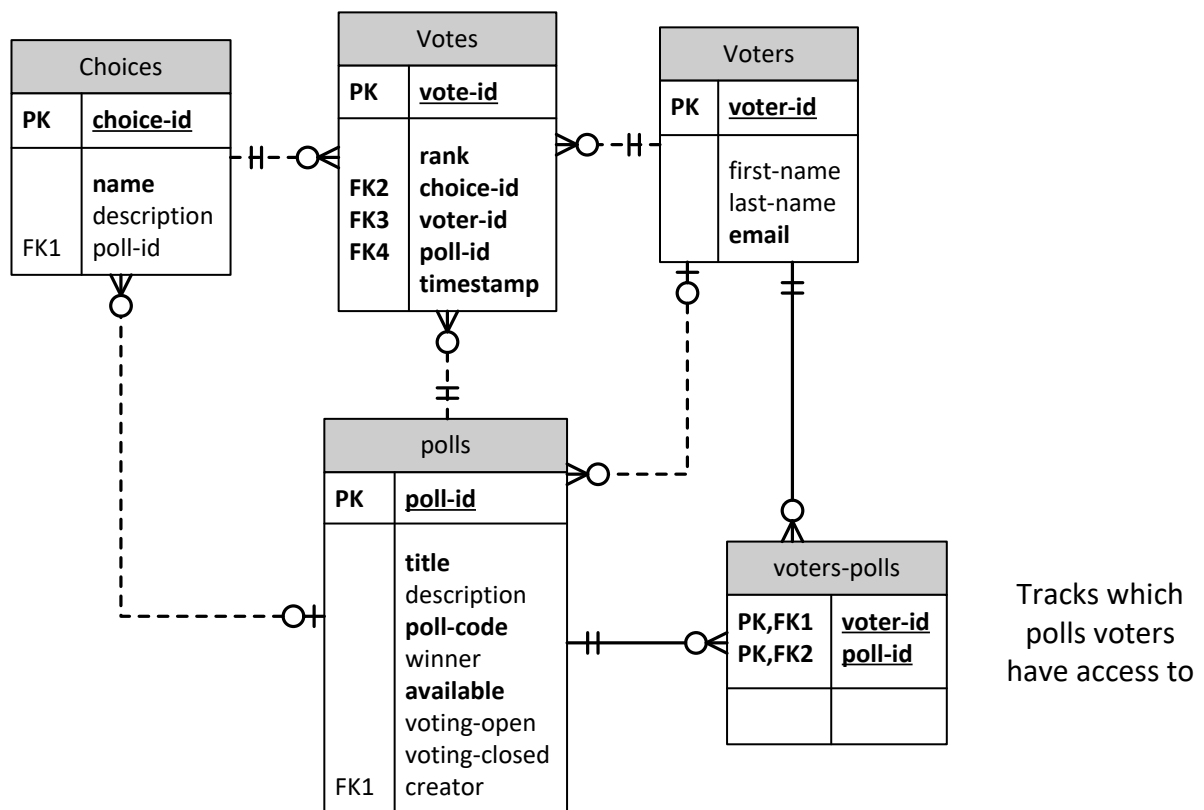 Choices
PK choice-id
name
description
FK1 poll-id
Votes
PK vote-id
rank
FK2 choice-id
FK3 voter-id
FK4 poll-id
timestamp
Voters
PK voter-id
first-name
last-name
email
polls
PK poll-id
title
description
poll-code
winner
available
voting-open
voting-closed
FK1 creator
voters-polls
PK,FK1 voter-id
PK,FK2 poll-id
Tracks which
polls voters
have access to